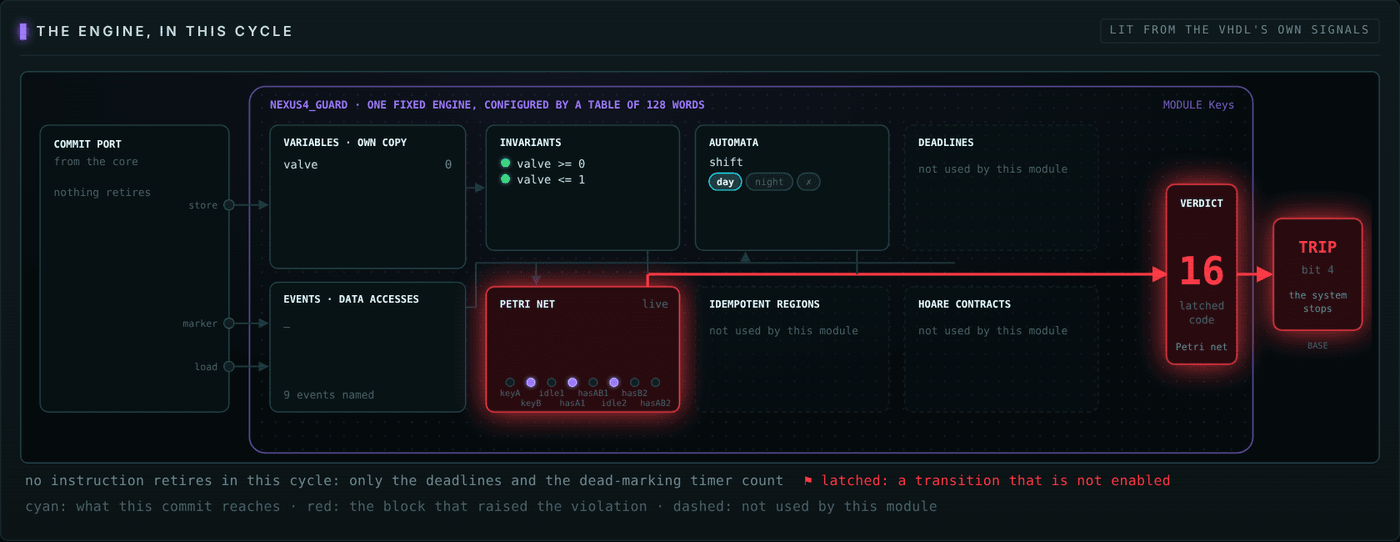 THE ENGINE, IN THIS CYCLE
LIT FROM THE VHDL'S OWN SIGNALS
NEXUS4_GUARD · ONE FIXED ENGINE, CONFIGURED BY A TABLE OF 128 WORDS
MODULE Keys
COMMIT PORT
from the core
nothing retires
store
marker
load
VARIABLES · OWN COPY
valve 0
INVARIANTS
valve >= 0
valve <= 1
AUTOMATA
shift
day night ✗
DEADLINES
not used by this module
EVENTS · DATA ACCESSES
—
9 events named
PETRI NET live
keyA idle1 hasAB1 hasB2
keyB hasA1 idle2 hasAB2
IDEMPOTENT REGIONS
not used by this module
HOARE CONTRACTS
not used by this module
VERDICT
16
latched
code
Petri net
TRIP
bit 4
the system
stops
BASE
no instruction retires in this cycle: only the deadlines and the dead-marking timer count ⚑ latched: a transition that is not enabled
cyan: what this commit reaches · red: the block that raised the violation · dashed: not used by this module